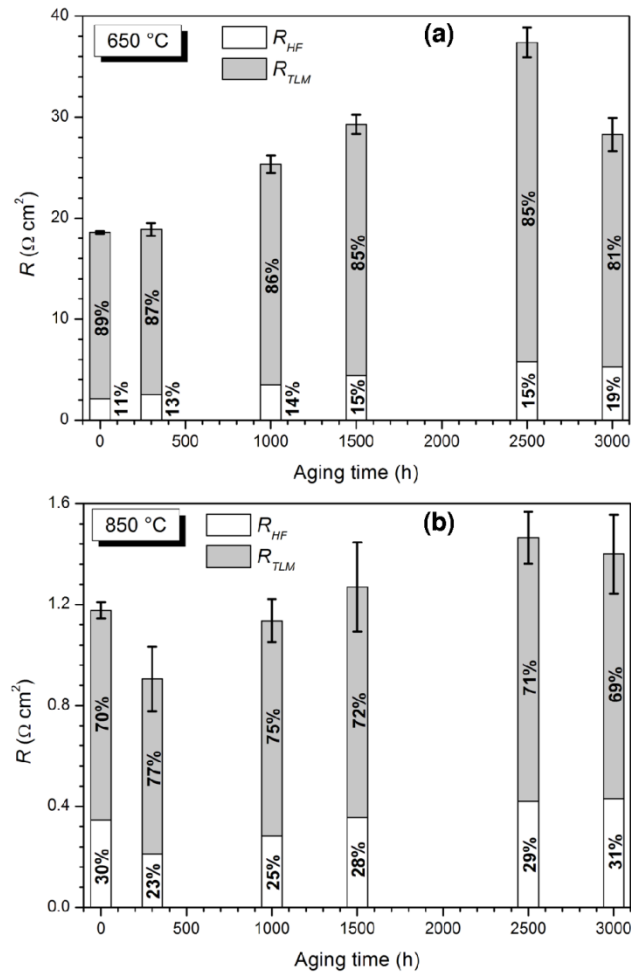 650 °C
(a)
R_HF
R_TLM
R (Ω cm²)
40
30
20
10
0
89%
87%
86%
85%
85%
81%
11%
13%
14%
15%
15%
19%
0 500 1000 1500 2000 2500 3000
Aging time (h)
850 °C
(b)
R_HF
R_TLM
R (Ω cm²)
1.6
1.2
0.8
0.4
0.0
70%
77%
75%
72%
71%
69%
30%
23%
25%
28%
29%
31%
0 500 1000 1500 2000 2500 3000
Aging time (h)